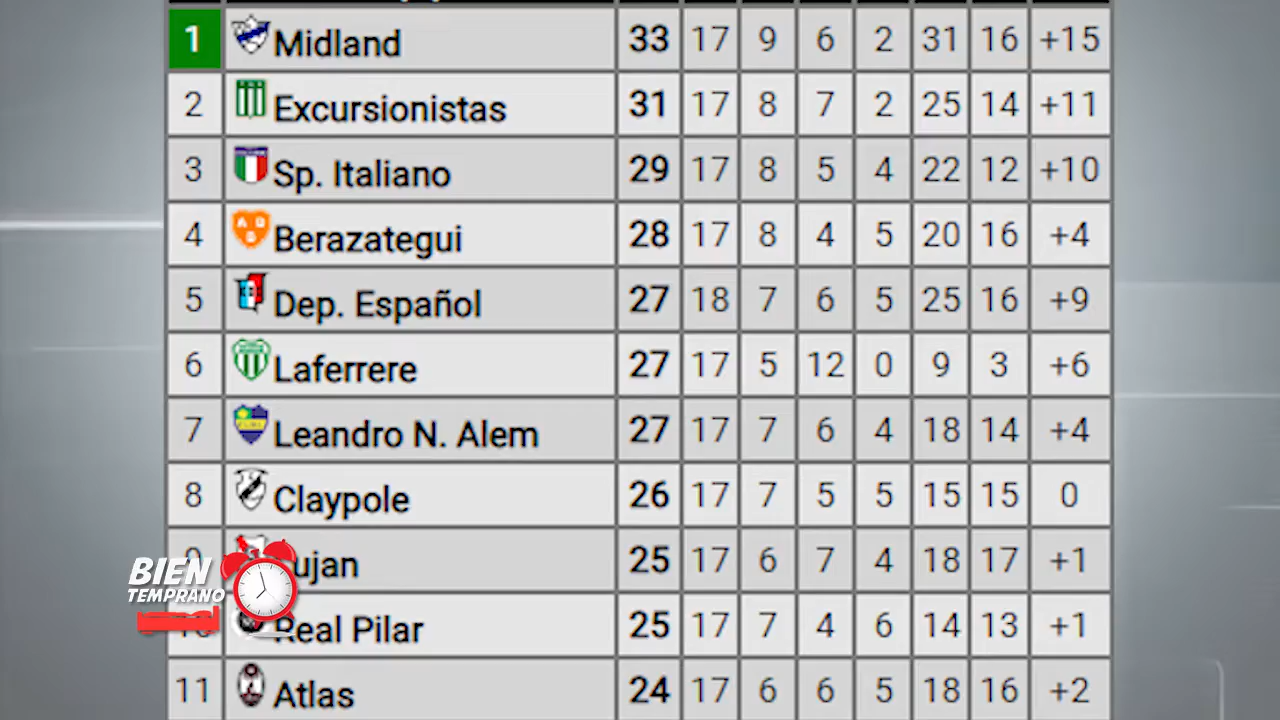 1 Midland 33 17 9 6 2 31 16 +15
2 Excursionistas 31 17 8 7 2 25 14 +11
3 Sp. Italiano 29 17 8 5 4 22 12 +10
4 Berazategui 28 17 8 4 5 20 16 +4
5 Dep. Español 27 18 7 6 5 25 16 +9
6 Laferrere 27 17 5 12 0 9 3 +6
7 Leandro N. Alem 27 17 7 6 4 18 14 +4
8 Claypole 26 17 7 5 5 15 15 0
25 17 6 7 4 18 17 +1
Real Pilar 25 17 7 4 6 14 13 +1
11 Atlas 24 17 6 6 5 18 16 +2
BIEN
TEMPRANO